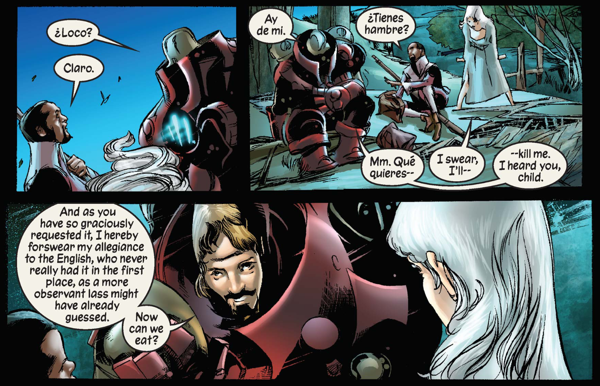 ¿Loco?
Claro.
Ay
de mí.
¿Tienes
hambre?
Mm. Qué
quieres--
I swear,
I'll--
--kill me.
I heard you,
child.
And as you
have so graciously
requested it, I hereby
forswear my allegiance
to the English, who never
really had it in the first
place, as a more
observant lass might
have already
guessed.
Now
can we
eat?